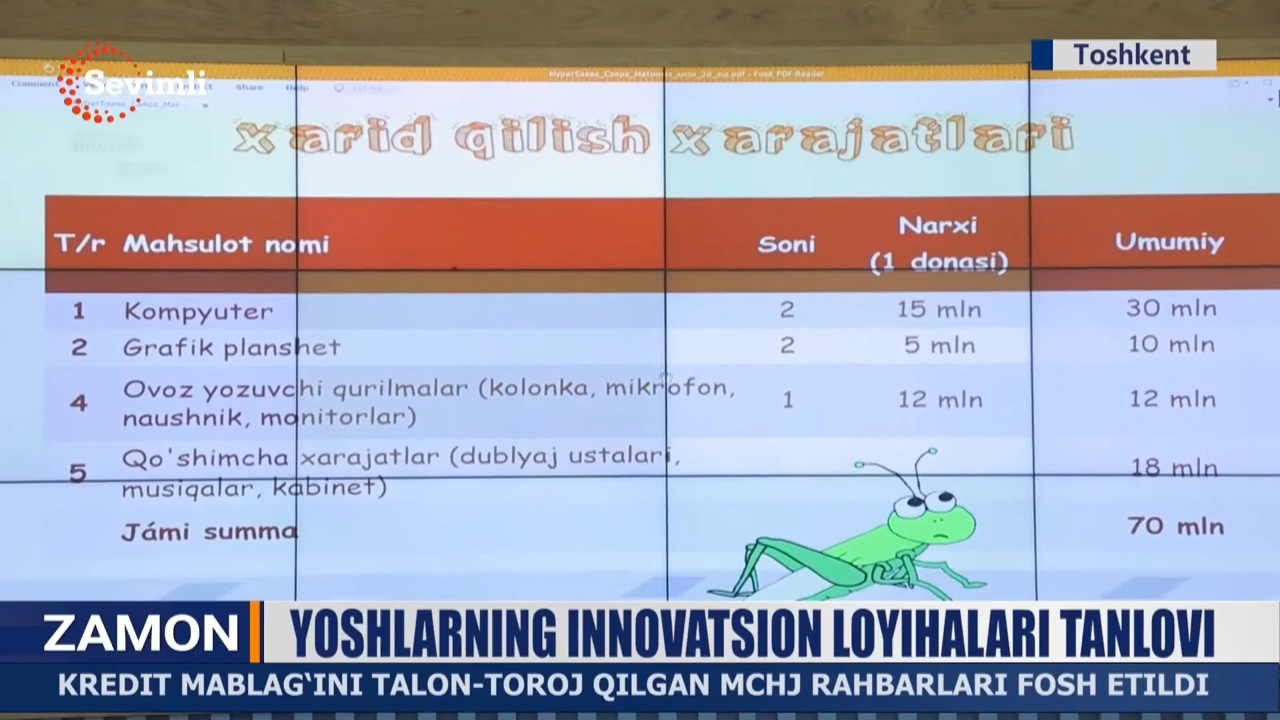 Sevimli
Toshkent
Share Help
xarid qilish xarajatlari
T/r Mahsulot nomi Soni Narxi (1 donasi) Umumiy
1 Kompyuter 2 15 mln 30 mln
2 Grafik planshet 2 5 mln 10 mln
4 Ovoz yozuvchi qurilmalar (kolonka, mikrofon,
naushnik, monitorlar) 1 12 mln 12 mln
5 Qo'shimcha xarajatlar (dublyaj ustalari,
musiqalar, kabinet) 18 mln
Jámi summa 70 mln
ZAMON YOSHLARNING INNOVATSION LOYIHALARI TANLOVI
KREDIT MABLAG‘INI TALON-TOROJ QILGAN MCHJ RAHBARLARI FOSH ETILDI